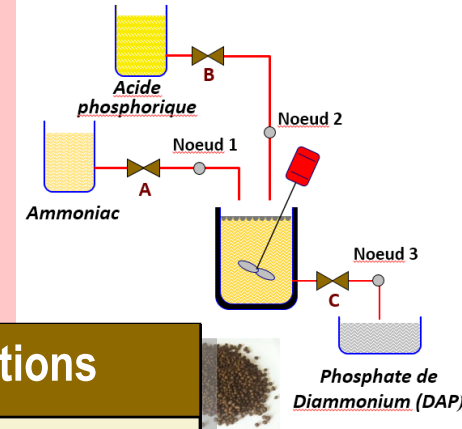 Acide
phosphorique
B
Noeud 2
Noeud 1
A
Ammoniac
Noeud 3
C
tions
Phosphate de
Diammonium (DAP)